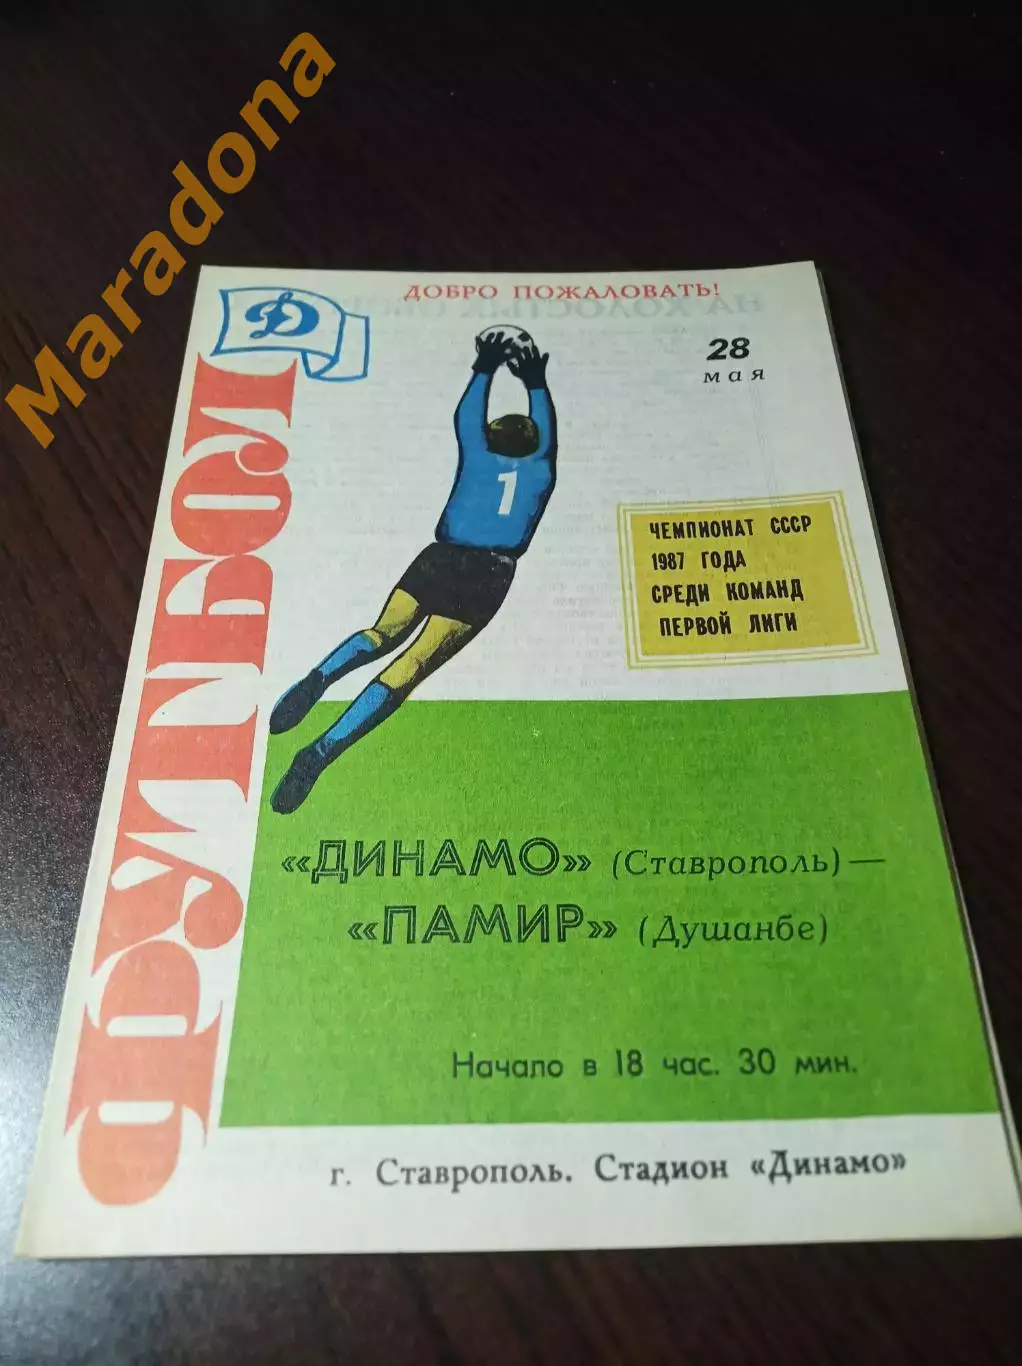 Maradona
ДОБРО ПОЖАЛОВАТЬ!
Д
28
мая
ФУТБОЛ
1
ЧЕМПИОНАТ СССР
1987 ГОДА
СРЕДИ КОМАНД
ПЕРВОЙ ЛИГИ
«ДИНАМО» (Ставрополь) —
«ПАМИР» (Душанбе)
Начало в 18 час. 30 мин.
г. Ставрополь. Стадион «Динамо»